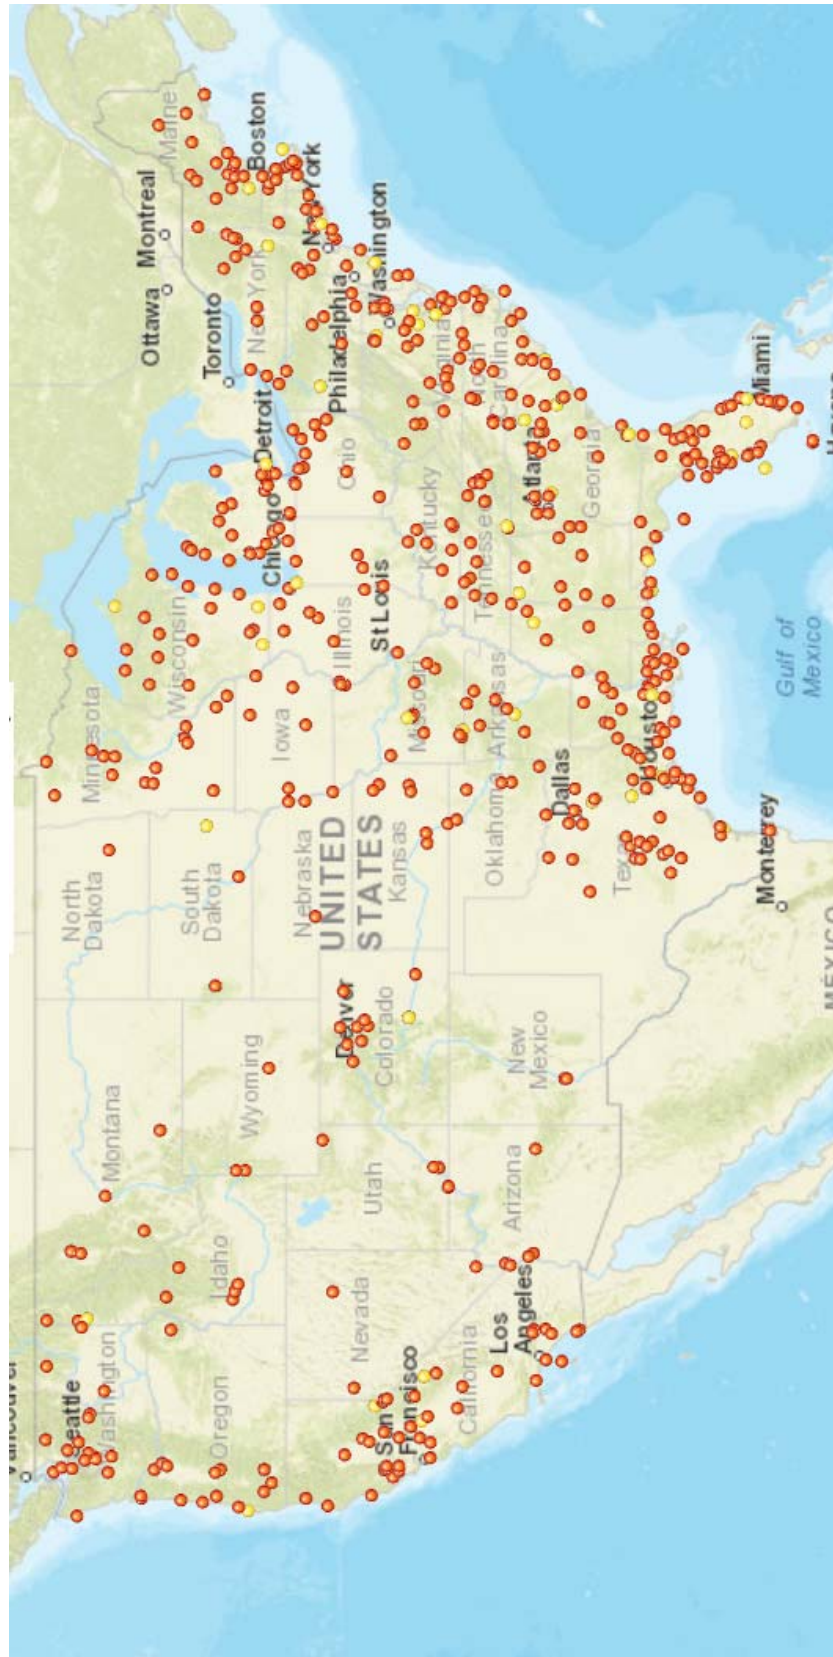 Seattle
Washington
Oregon
Idaho
Montana
North
Dakota
South
Dakota
Minnesota
Wisconsin
Iowa
Nebraska
Wyoming
Nevada
Utah
Denver
Colorado
UNITED
STATES
Kansas
Missouri
St Louis
Illinois
Chicago
Detroit
Ohio
Toronto
Ottawa
Montreal
Maine
Boston
New York
New York
Philadelphia
Washington
Virginia
Kentucky
Tennessee
North
Carolina
Atlanta
Georgia
Arkansas
Oklahoma
Dallas
Texas
Houston
New
Mexico
Arizona
California
San
Francisco
Los
Angeles
Monterrey
MÉXICO
Gulf of
Mexico
Miami